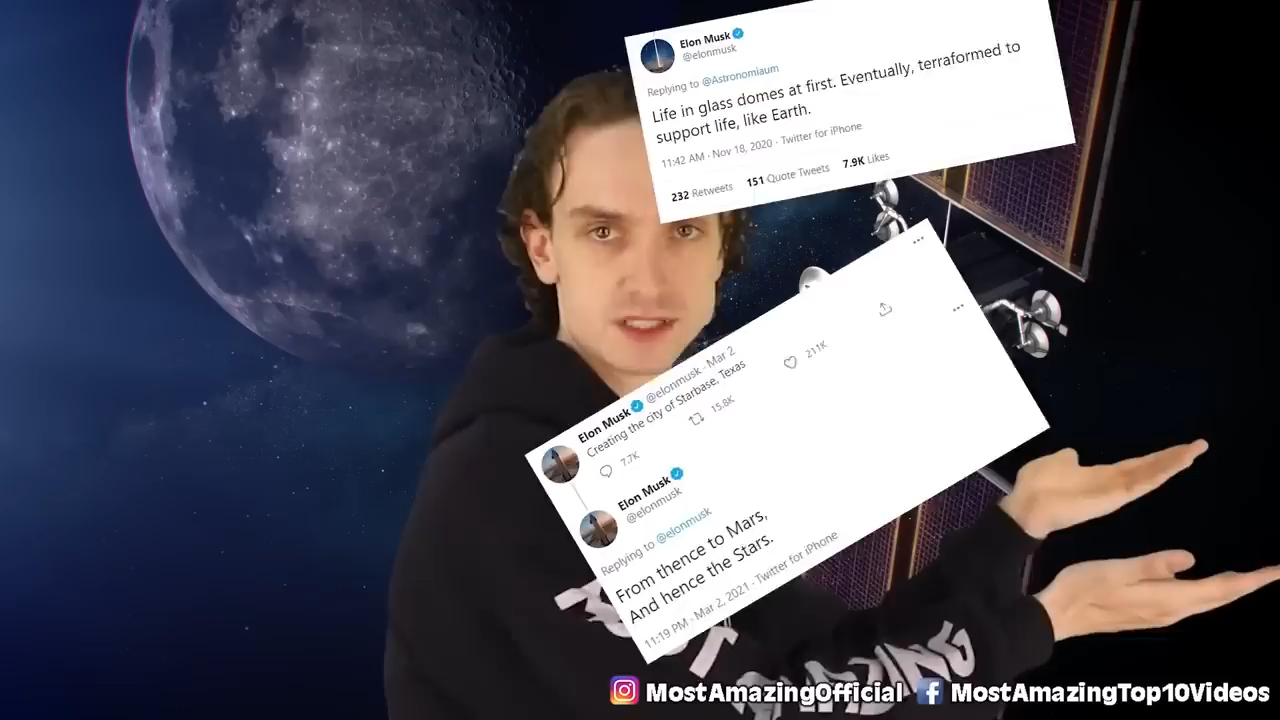 Elon Musk
@elonmusk
Replying to @Astronomiaum
Life in glass domes at first. Eventually, terraformed to
support life, like Earth.
11:42 AM · Nov 18, 2020 · Twitter for iPhone
232 Retweets 151 Quote Tweets 7.9K Likes
Elon Musk @elonmusk · Mar 2
Creating the city of Starbase, Texas
7.7K 15.8K 211K
Elon Musk
@elonmusk
Replying to @elonmusk
From thence to Mars,
And hence the Stars.
11:19 PM · Mar 2, 2021 · Twitter for iPhone
AMAZING
MostAmazingOfficial MostAmazingTop10Videos